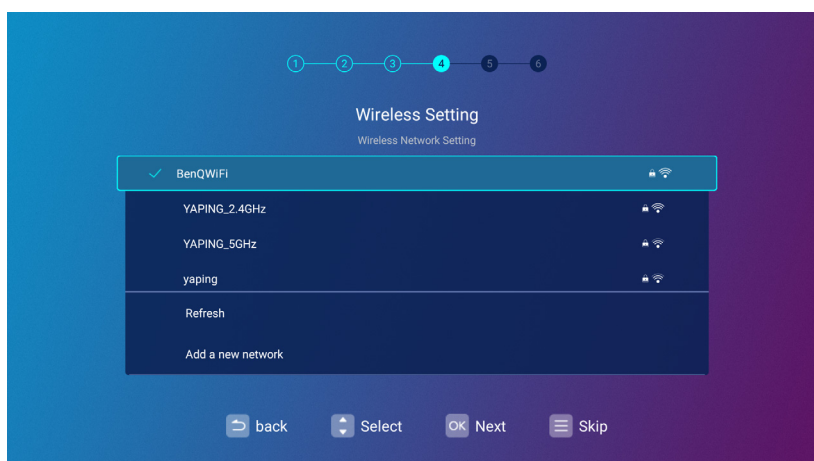 1 2 3 4 5 6
Wireless Setting
Wireless Network Setting
BenQWiFi
YAPING_2.4GHz
YAPING_5GHz
yaping
Refresh
Add a new network
back Select OK Next Skip